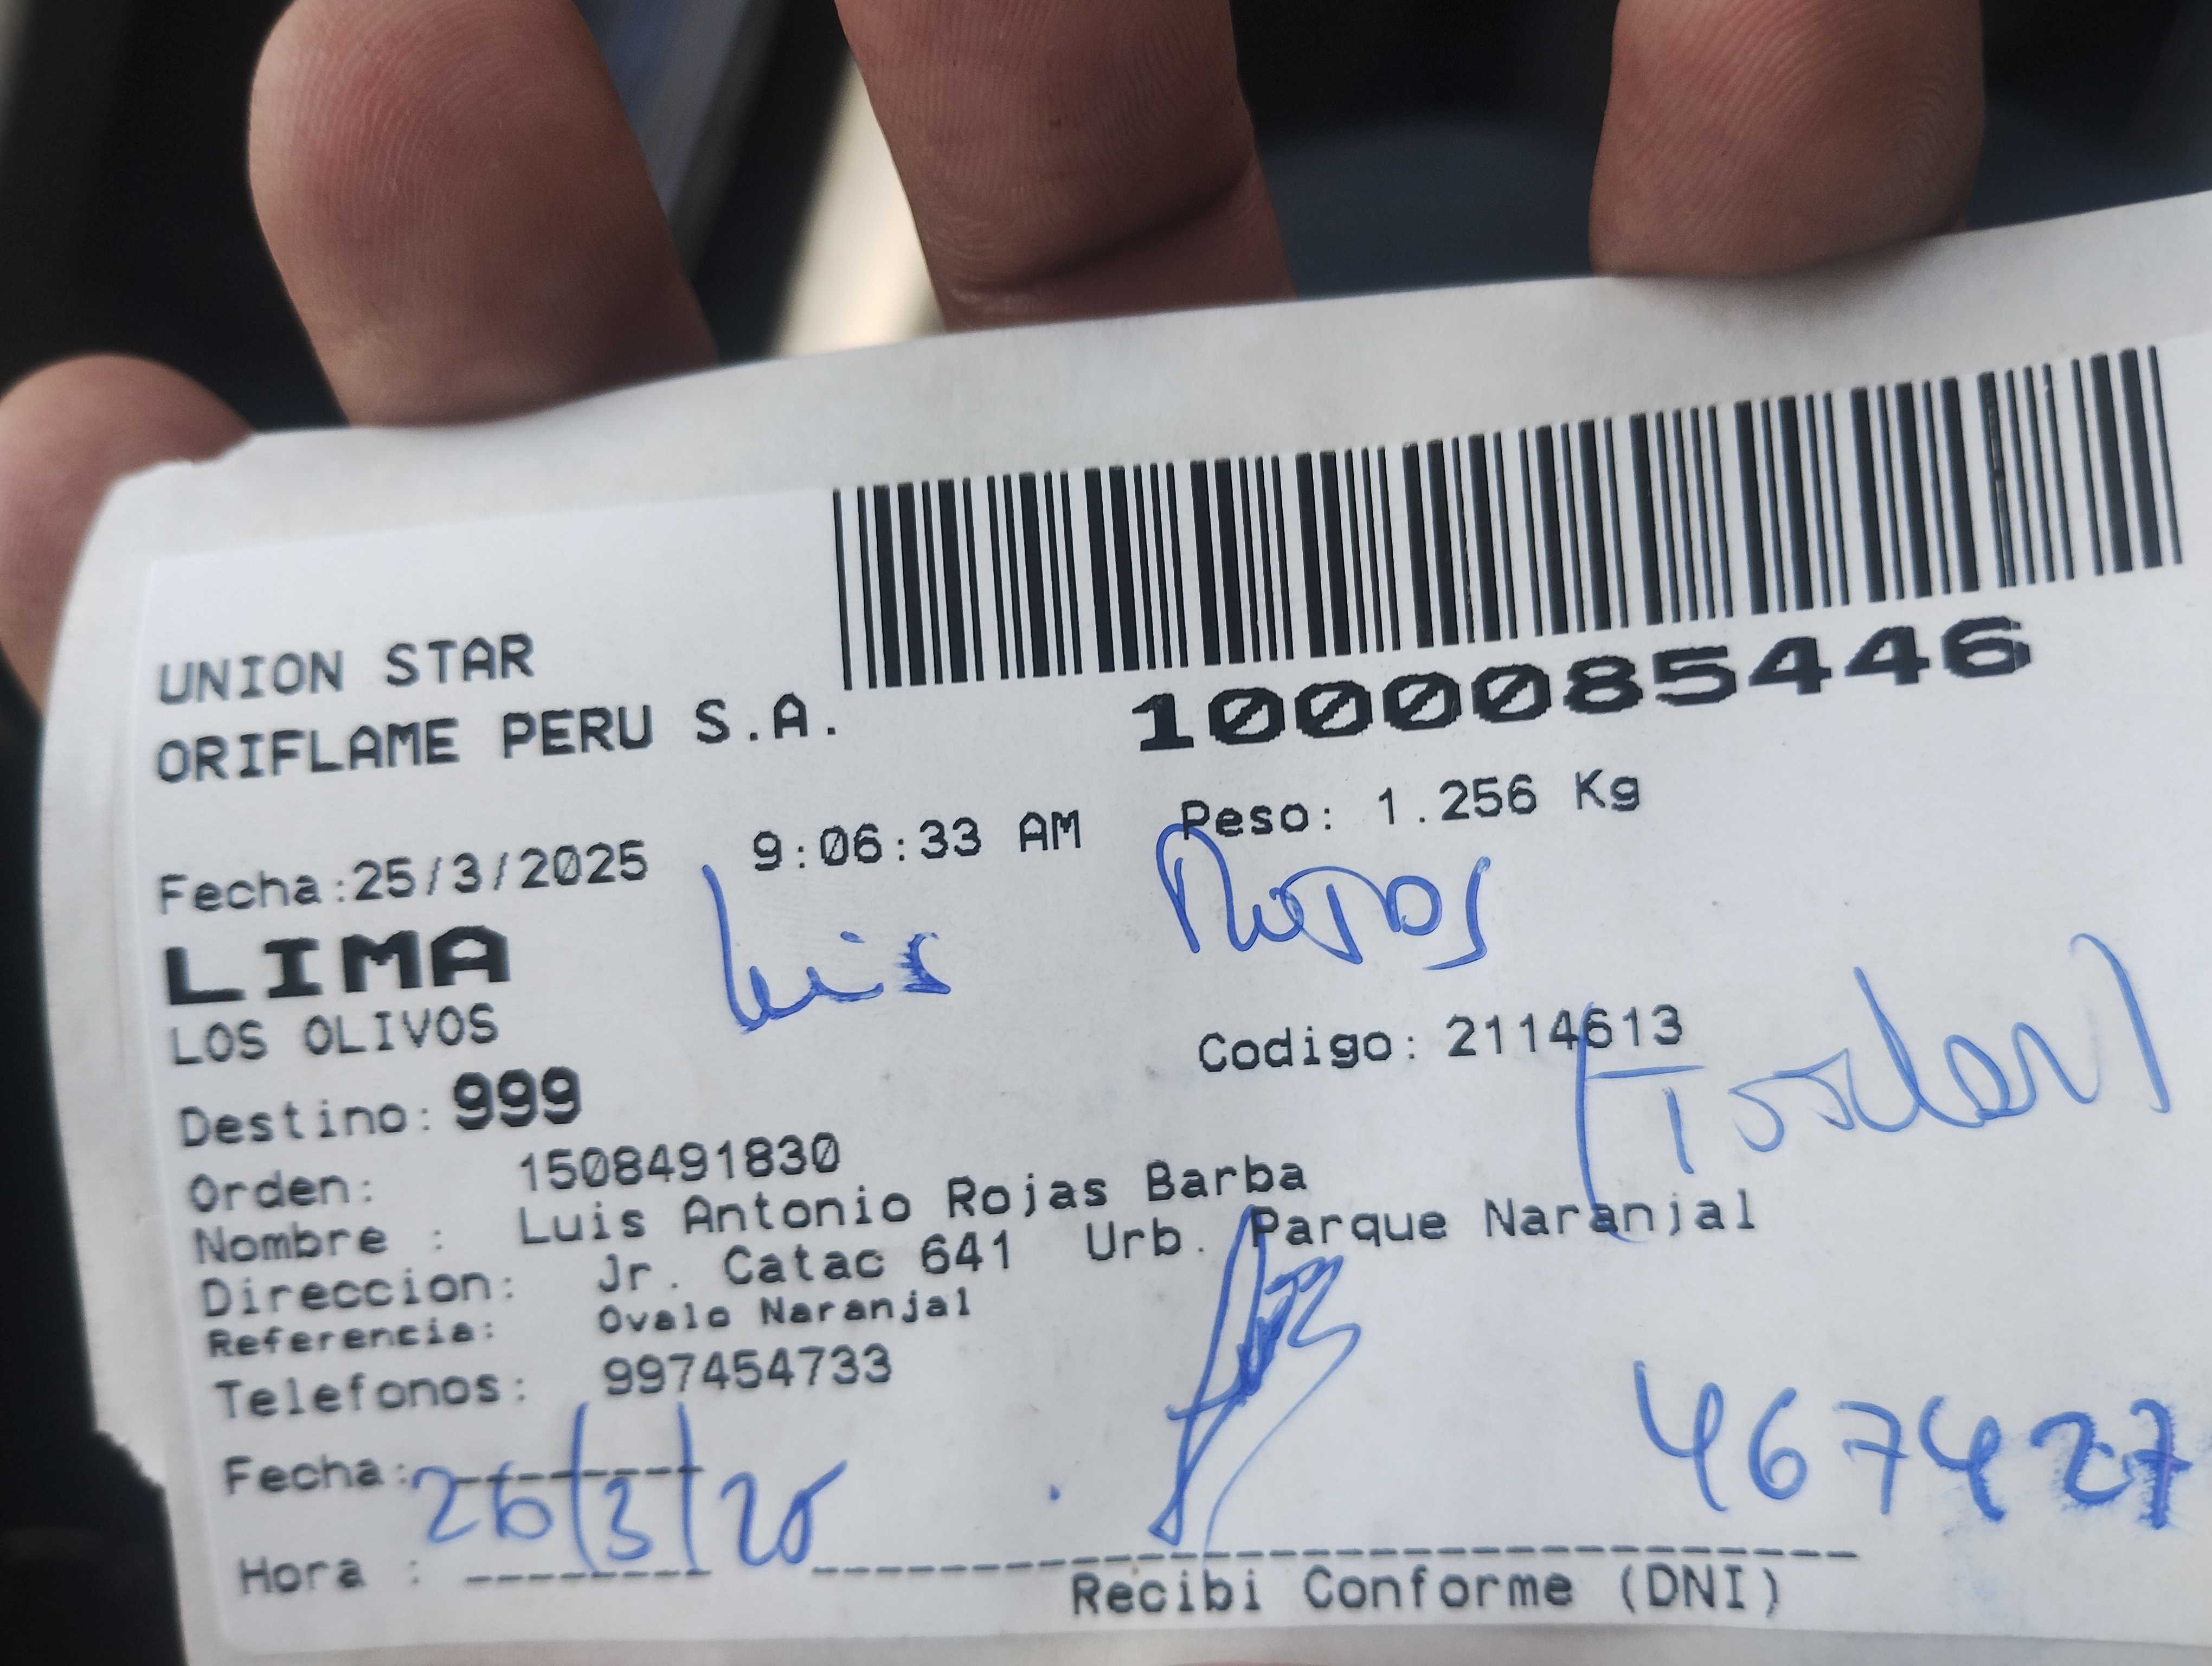 UNION STAR
ORIFLAME PERU S.A.
1000085446
Fecha:25/3/2025 9:06:33 AM Peso: 1.256 Kg
LIMA
Luis
LOS OLIVOS
Codigo: 2114613
Destino: 999
Orden: 1508491830
Nombre : Luis Antonio Rojas Barba
Direccion: Jr. Catac 641 Urb. Parque Naranjal
Referencia: Ovalo Naranjal
Telefonos: 997454733
Fecha: 26/3/25
467427
Hora :
Recibi Conforme (DNI)